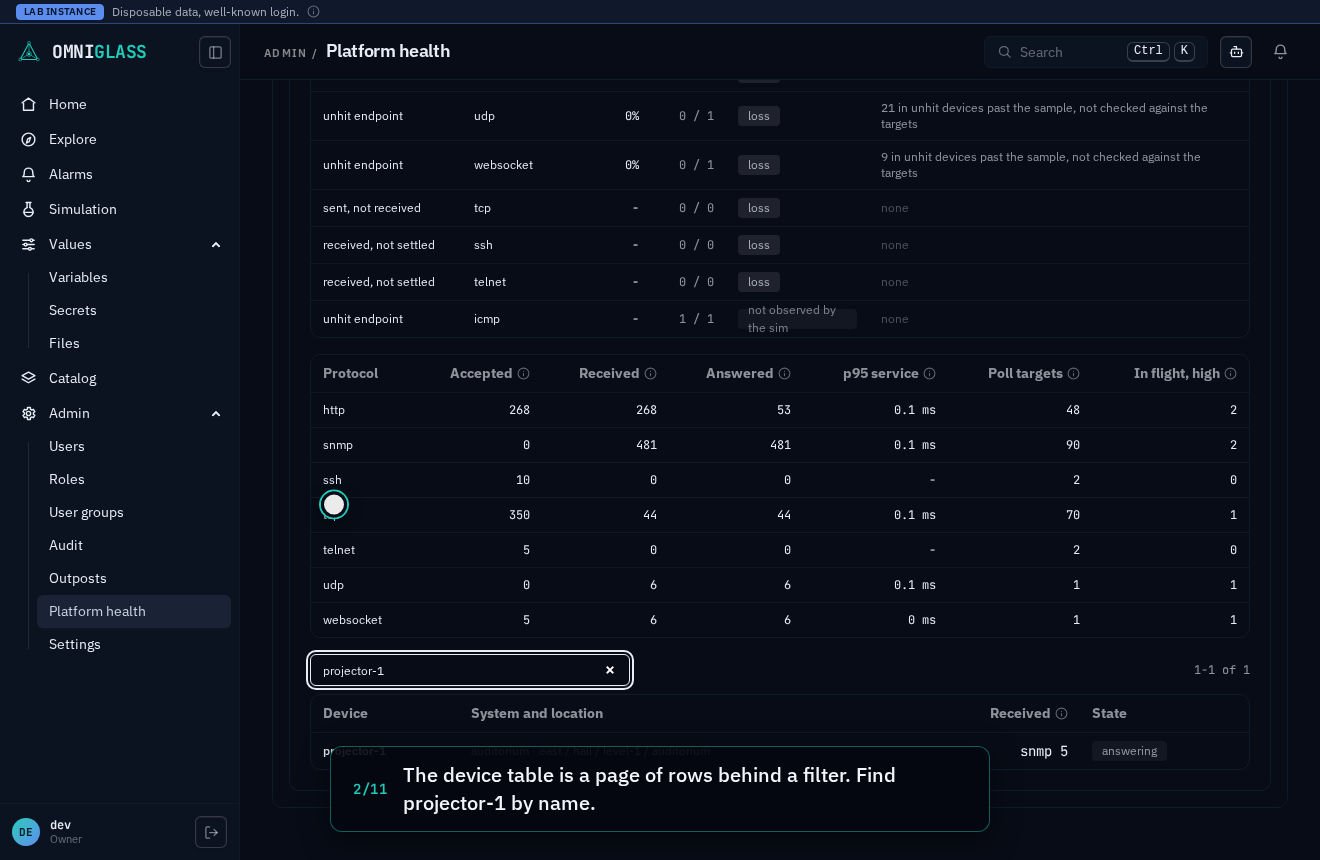 LAB INSTANCE Disposable data, well-known login.
OMNIGLASS
ADMIN / Platform health
Search Ctrl K
Home
Explore
Alarms
Simulation
Values
Variables
Secrets
Files
Catalog
Admin
Users
Roles
User groups
Audit
Outposts
Platform health
Settings
DE dev
Owner
unhit endpoint udp 0% 0 / 1 loss 21 in unhit devices past the sample, not checked against the
targets
unhit endpoint websocket 0% 0 / 1 loss 9 in unhit devices past the sample, not checked against the
targets
sent, not received tcp - 0 / 0 loss none
received, not settled ssh - 0 / 0 loss none
received, not settled telnet - 0 / 0 loss none
unhit endpoint icmp - 1 / 1 not observed by
the sim none
Protocol Accepted Received Answered p95 service Poll targets In flight, high
http 268 268 53 0.1 ms 48 2
snmp 0 481 481 0.1 ms 90 2
ssh 10 0 0 - 2 0
350 44 44 0.1 ms 70 1
telnet 5 0 0 - 2 0
udp 0 6 6 0.1 ms 1 1
websocket 5 6 6 0 ms 1 1
projector-1 1-1 of 1
Device System and location Received State
projector-1 auditorium · east / hall / level-1 / auditorium snmp 5 answering
2/11 The device table is a page of rows behind a filter. Find
projector-1 by name.